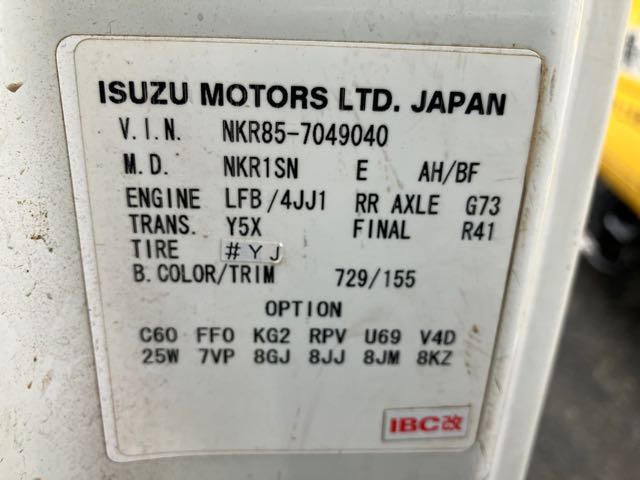 ISUZU MOTORS LTD. JAPAN
V.I.N. NKR85-7049040
M.D. NKR1SN E AH/BF
ENGINE LFB/4JJ1 RR AXLE G73
TRANS. Y5X FINAL R41
TIRE #YJ
B.COLOR/TRIM 729/155
OPTION
C60 FF0 KG2 RPV U69 V4D
25W 7VP 8GJ 8JJ 8JM 8KZ
IBC改